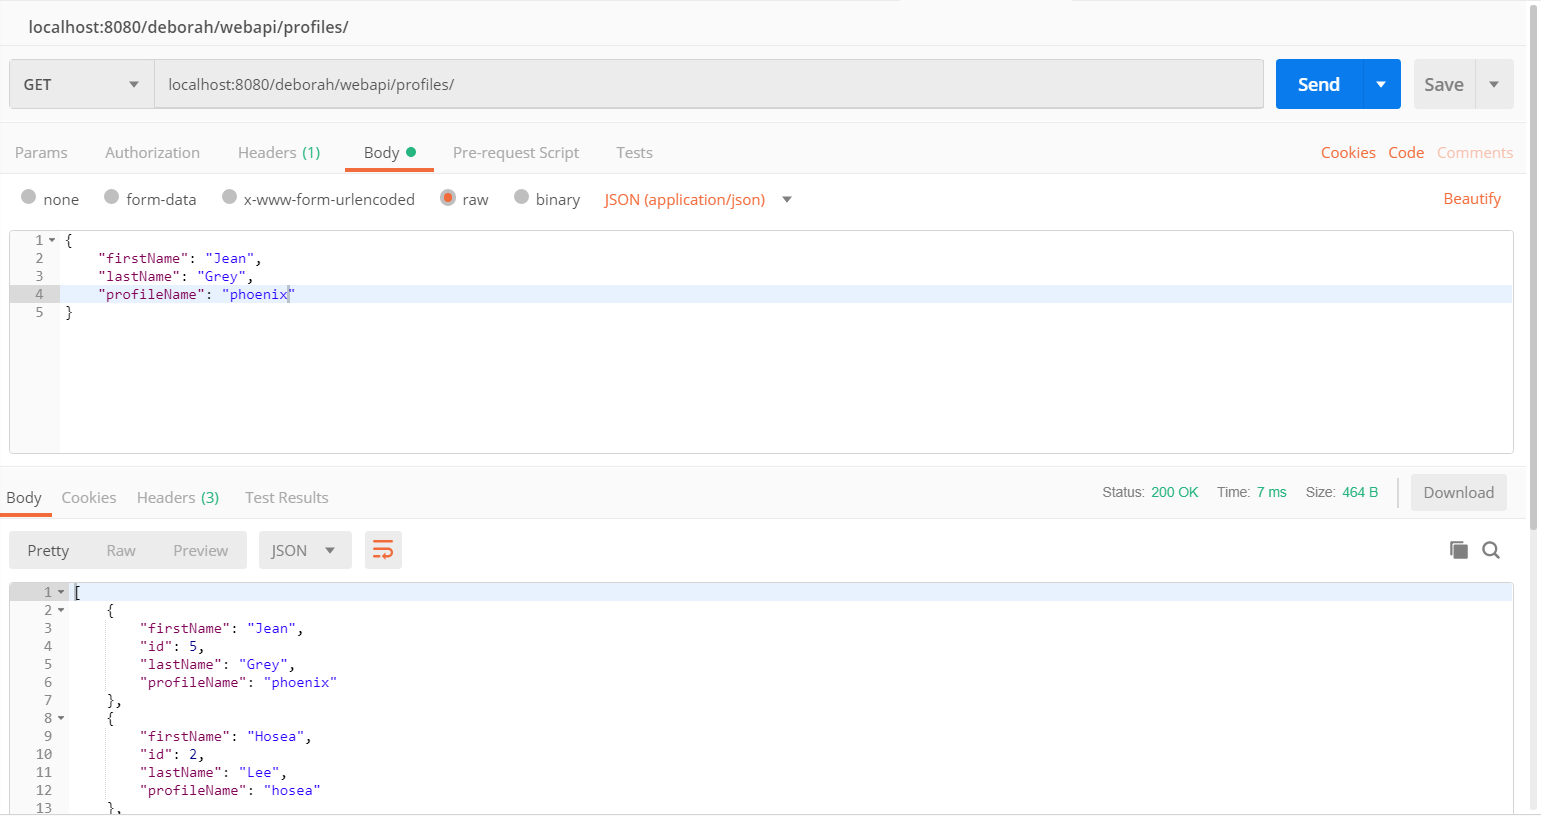 localhost:8080/deborah/webapi/profiles/
GET localhost:8080/deborah/webapi/profiles/ Send Save
Params Authorization Headers (1) Body Pre-request Script Tests Cookies Code Comments
none form-data x-www-form-urlencoded raw binary JSON (application/json) Beautify
1 {
2 "firstName": "Jean",
3 "lastName": "Grey",
4 "profileName": "phoenix"
5 }
Body Cookies Headers (3) Test Results Status: 200 OK Time: 7 ms Size: 464 B Download
Pretty Raw Preview JSON
1 [
2 {
3 "firstName": "Jean",
4 "id": 5,
5 "lastName": "Grey",
6 "profileName": "phoenix"
7 },
8 {
9 "firstName": "Hosea",
10 "id": 2,
11 "lastName": "Lee",
12 "profileName": "hosea"
13 },